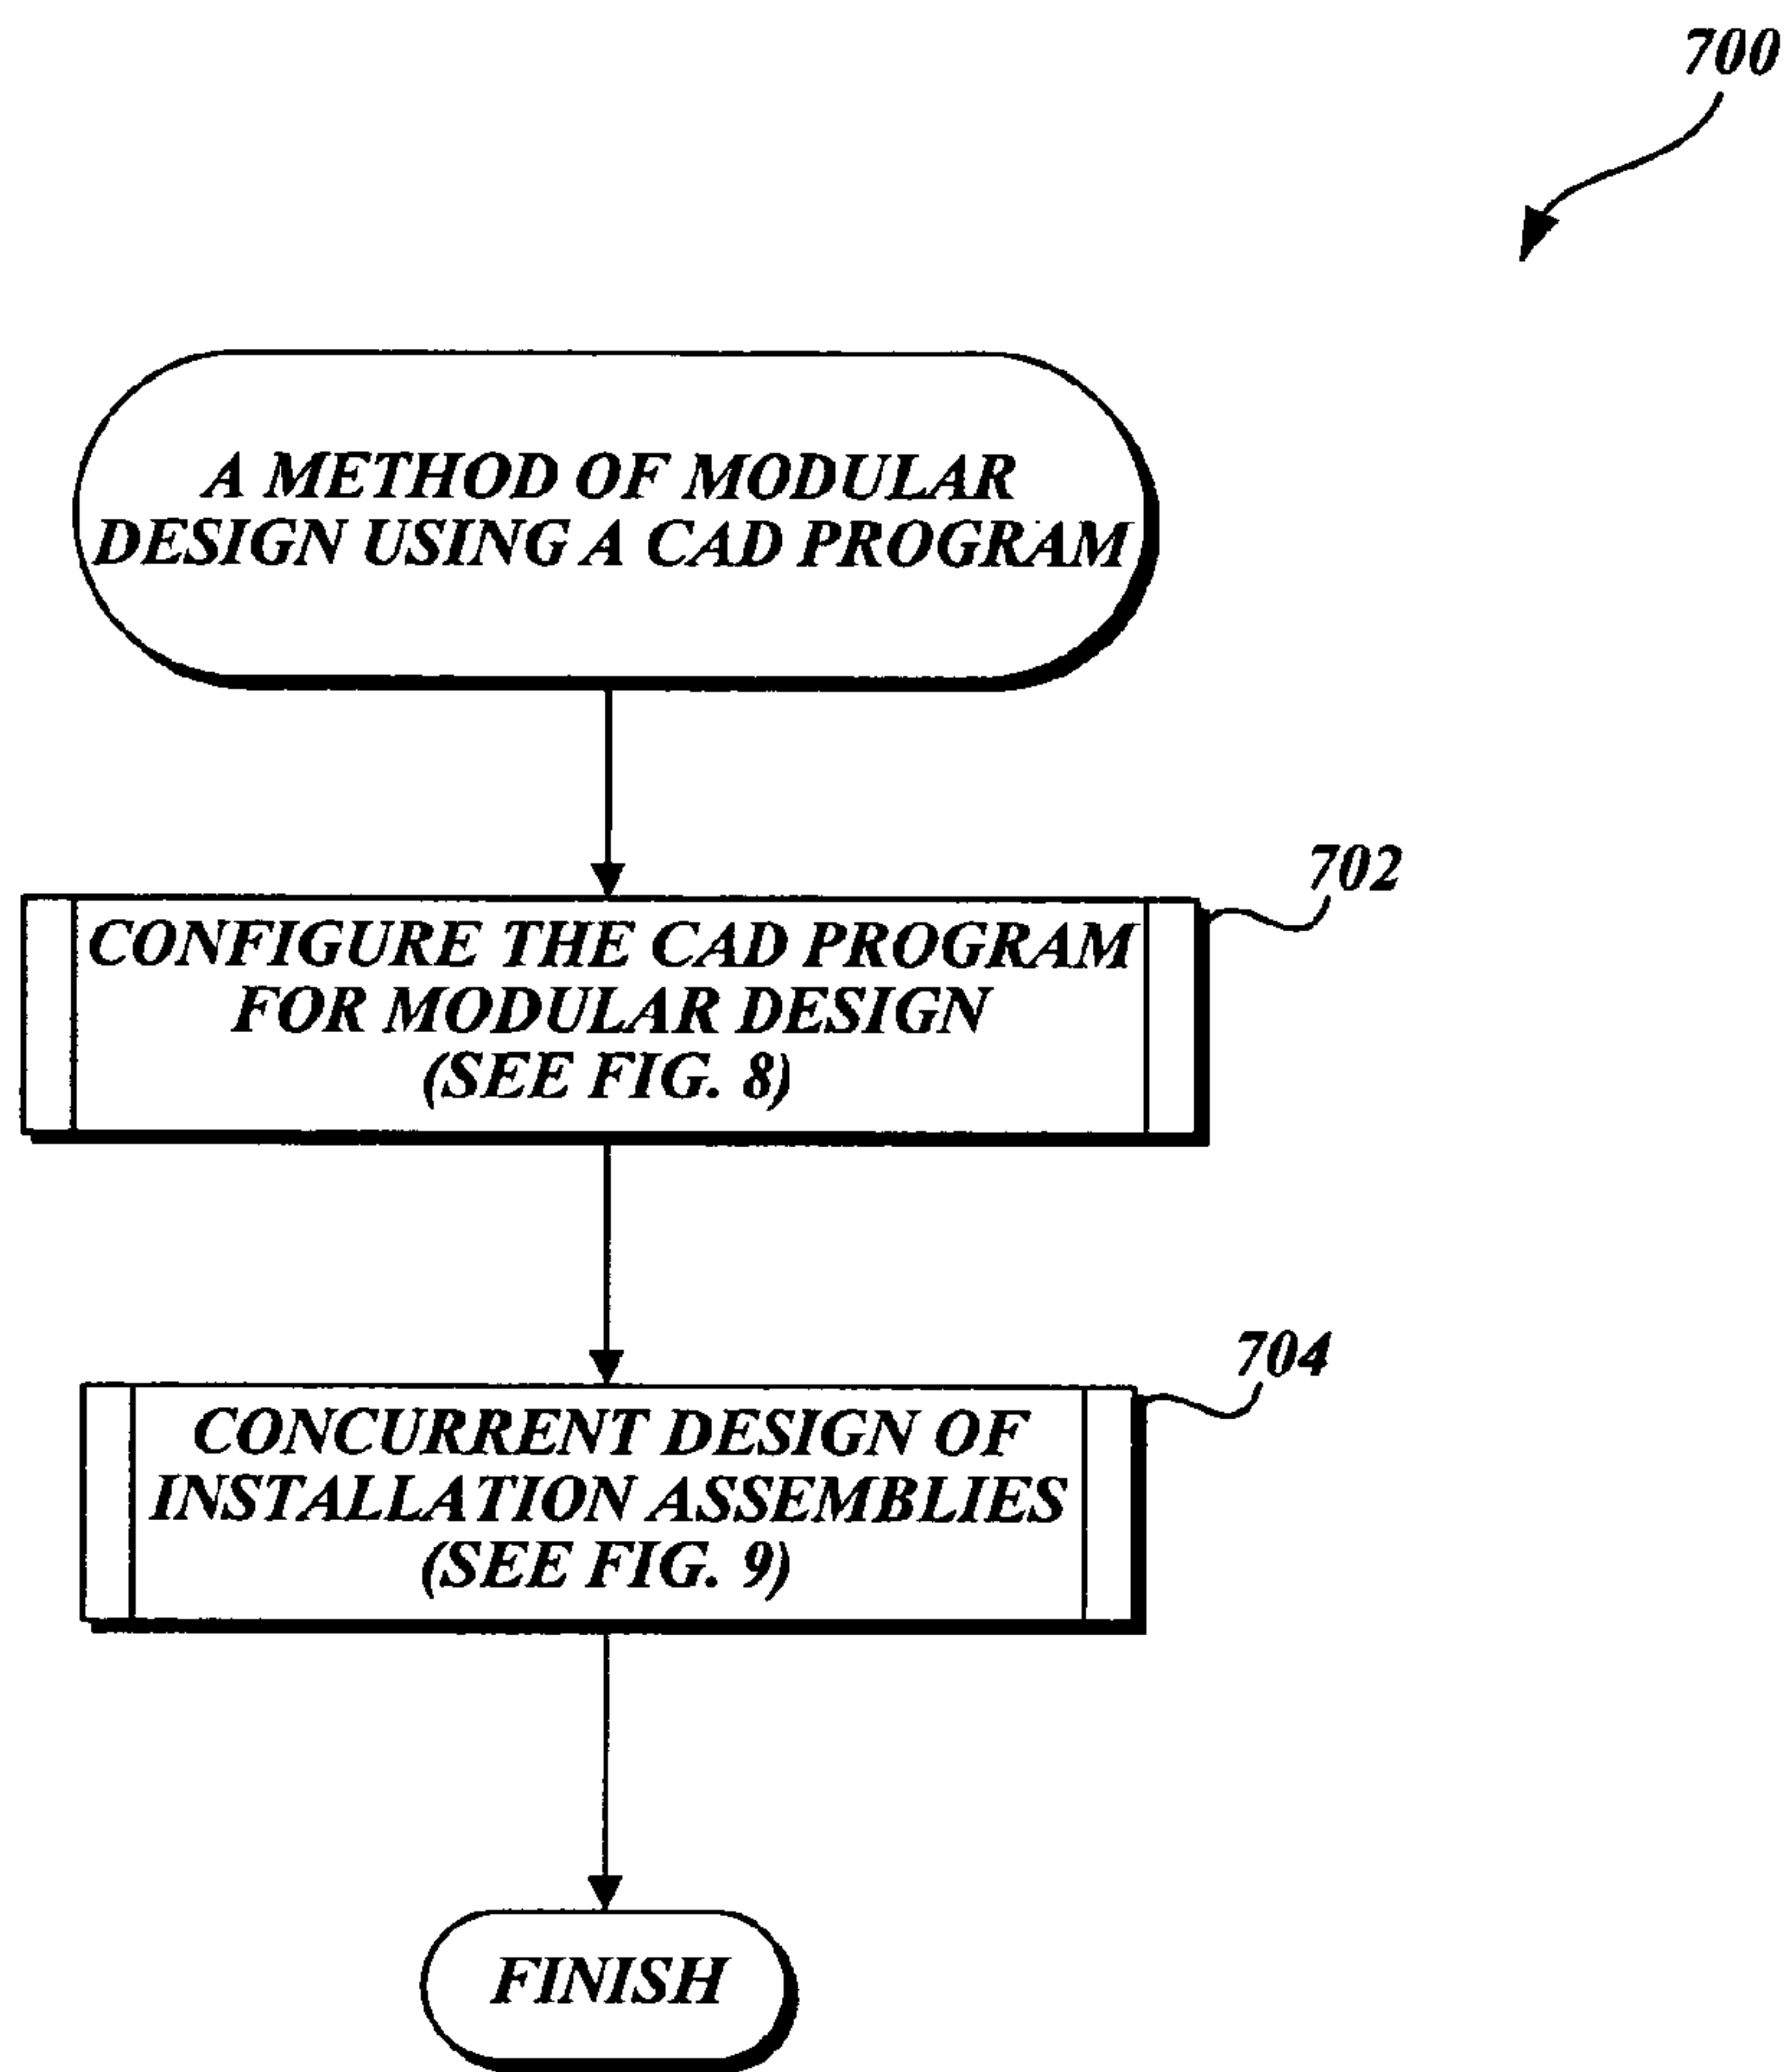 700
A METHOD OF MODULAR
DESIGN USING A CAD PROGRAM
702
CONFIGURE THE CAD PROGRAM
FOR MODULAR DESIGN
(SEE FIG. 8)
704
CONCURRENT DESIGN OF
INSTALLATION ASSEMBLIES
(SEE FIG. 9)
FINISH